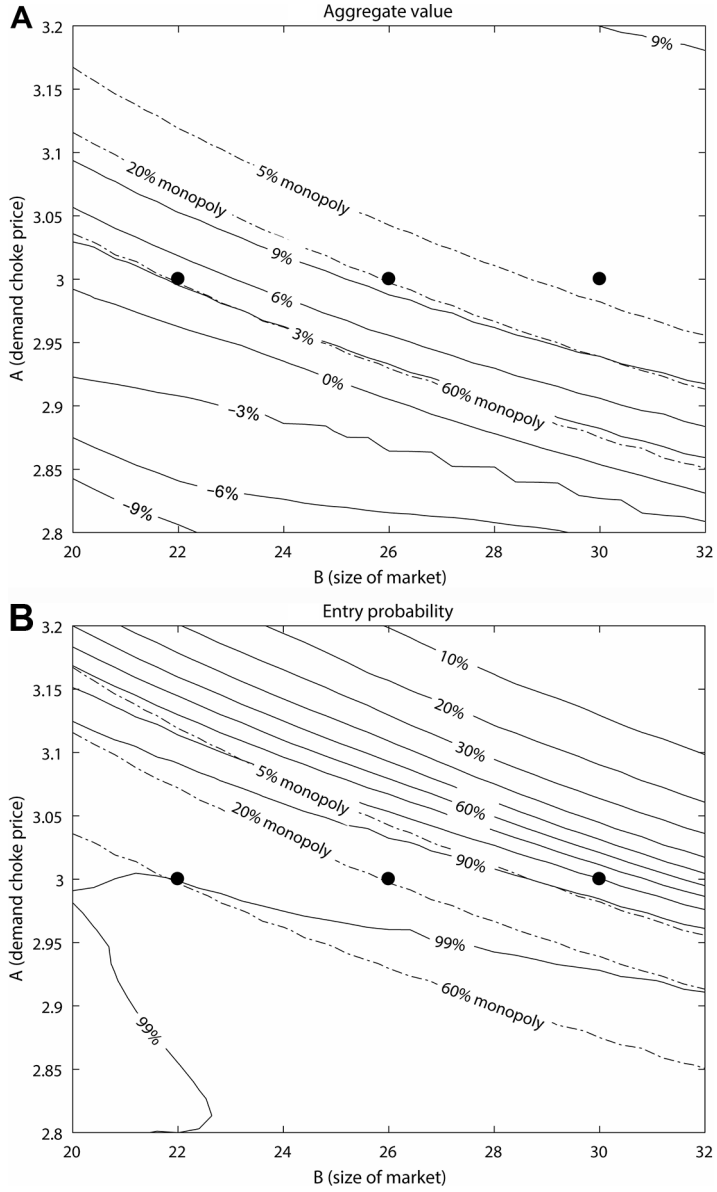 A
Aggregate value
3.2
9%
3.15
5% monopoly
3.1
20% monopoly
3.05
9%
3
6%
3%
2.95
0%
60% monopoly
2.9
−3%
2.85
−6%
−9%
2.8
20 22 24 26 28 30 32
B (size of market)
A (demand choke price)
B
Entry probability
3.2
10%
3.15
20%
30%
3.1
5% monopoly
60%
3.05
20% monopoly
90%
3
2.95
99%
60% monopoly
2.9
99%
2.85
2.8
20 22 24 26 28 30 32
B (size of market)
A (demand choke price)